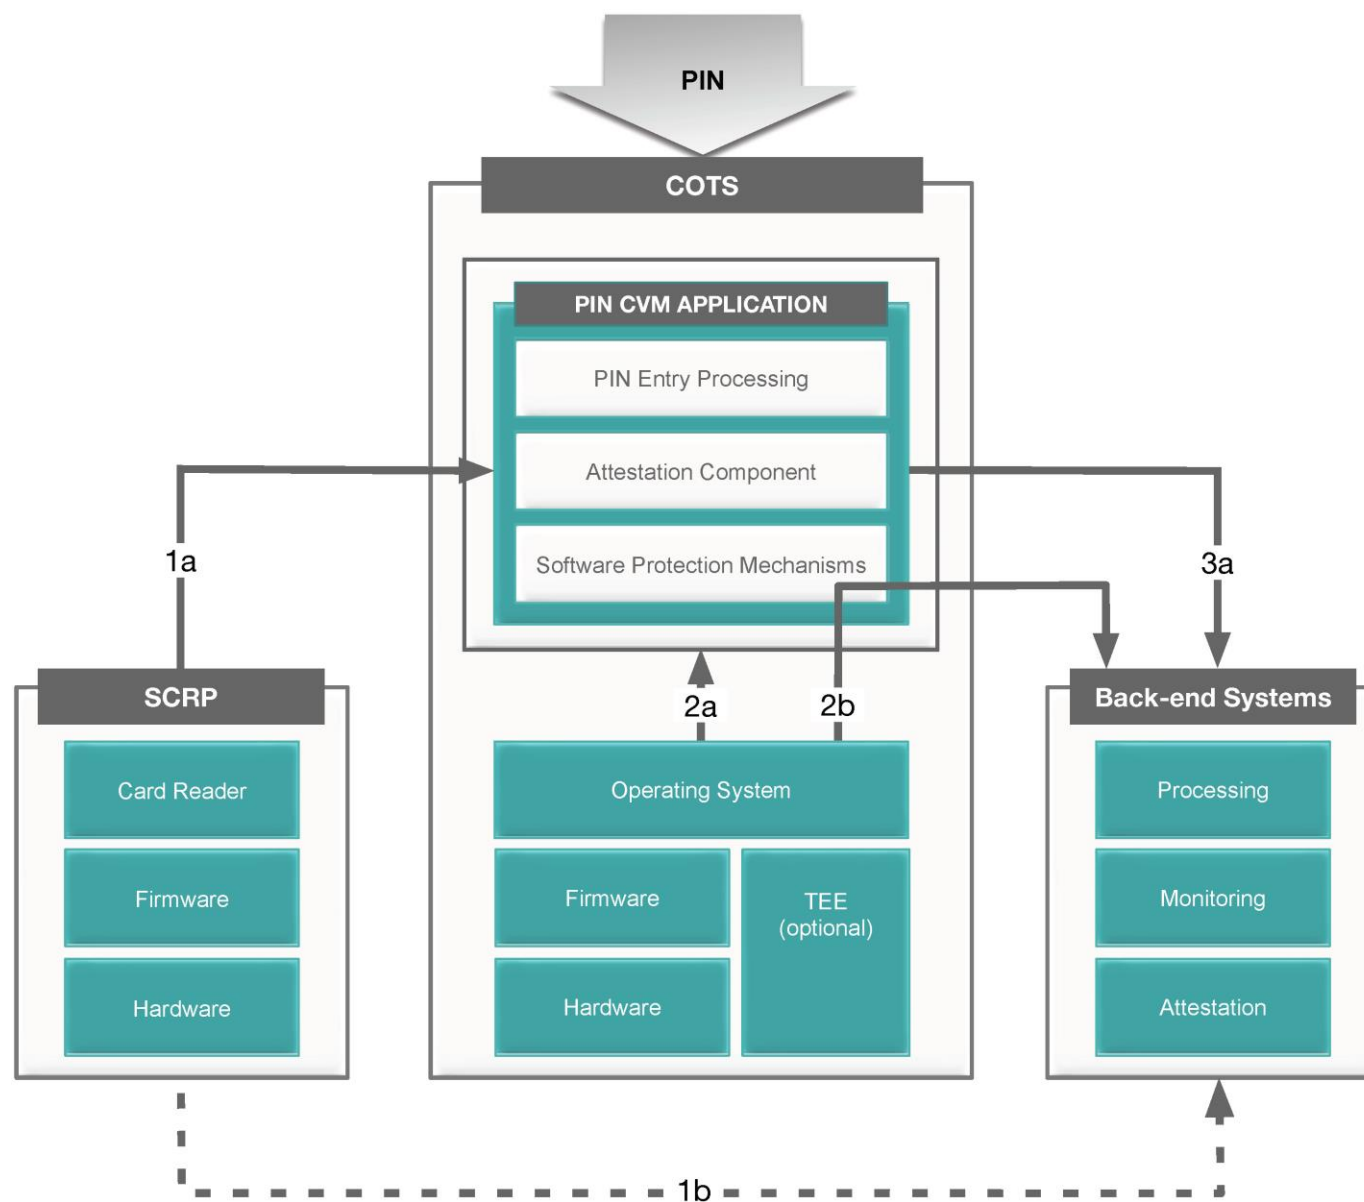 PIN
COTS
PIN CVM APPLICATION
PIN Entry Processing
Attestation Component
Software Protection Mechanisms
1a
3a
2a
2b
SCRP
Card Reader
Firmware
Hardware
Operating System
Firmware
Hardware
TEE
(optional)
Back-end Systems
Processing
Monitoring
Attestation
1b